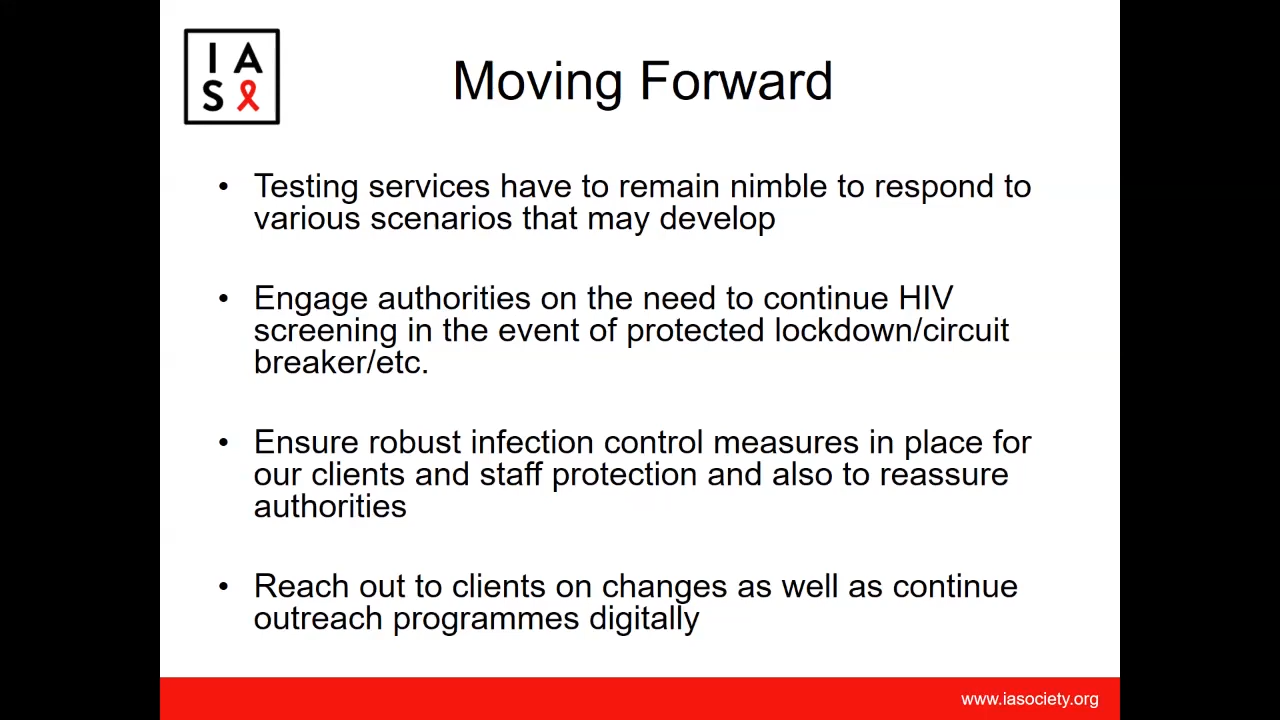 I A
S
Moving Forward
• Testing services have to remain nimble to respond to
various scenarios that may develop
• Engage authorities on the need to continue HIV
screening in the event of protected lockdown/circuit
breaker/etc.
• Ensure robust infection control measures in place for
our clients and staff protection and also to reassure
authorities
• Reach out to clients on changes as well as continue
outreach programmes digitally
www.iasociety.org